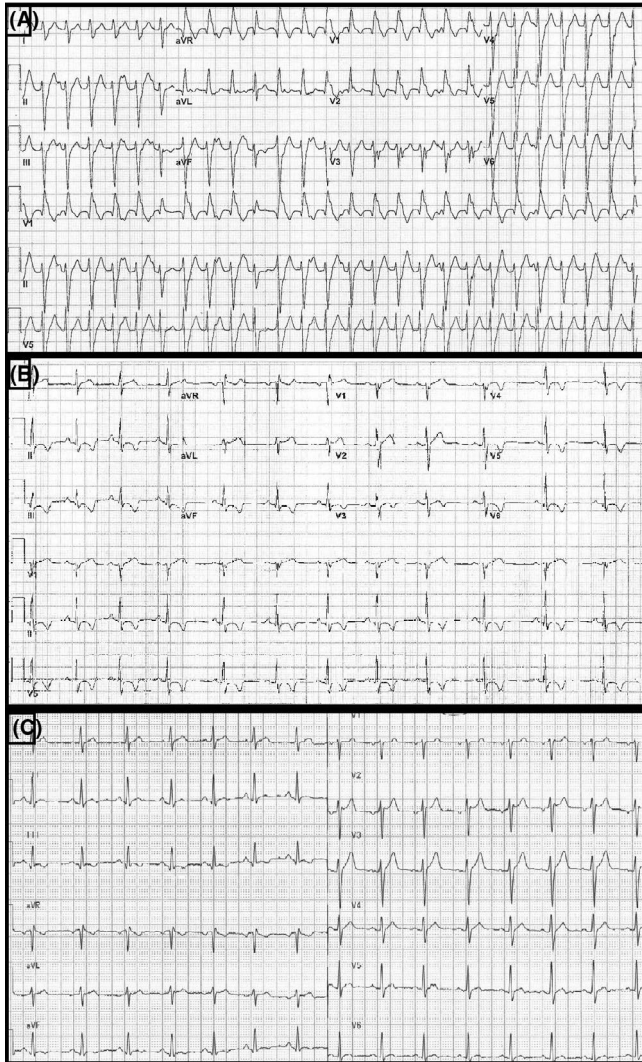 (A)
I aVR V1 V4
II aVL V2 V5
III aVF V3 V6
V1
II
V5
(B)
I aVR V1 V4
II aVL V2 V5
III aVF V3 V6
V1
II
V5
(C)
V1
II V2
III V3
aVR V4
aVL V5
aVF V6